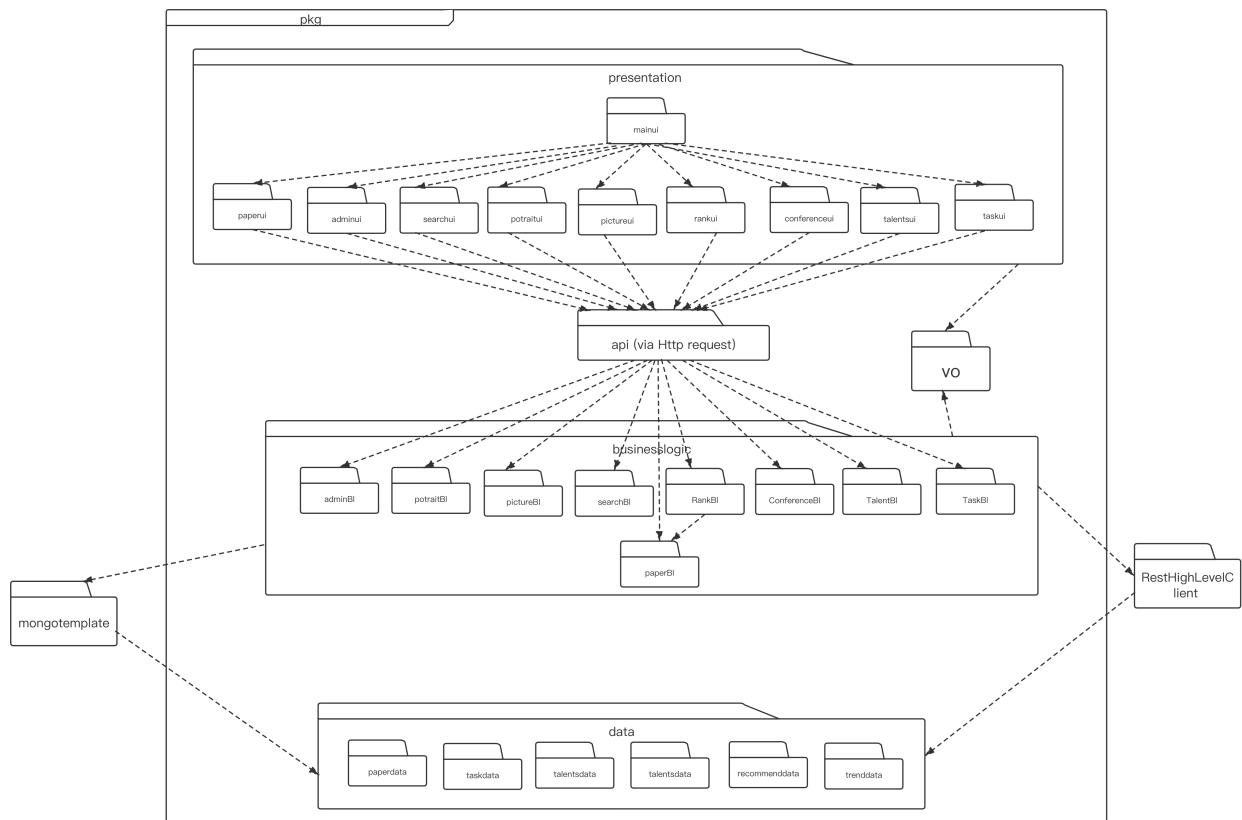 pkg
presentation
mainui
paperui
adminui
searchui
potraitui
pictureui
rankui
conferenceui
talentsui
taskui
api (via Http request)
vo
businesslogic
adminBl
potraitBl
pictureBl
searchBl
RankBl
ConferenceBl
TalentBl
TaskBl
paperBl
mongotemplate
RestHighLevelC
lient
data
paperdata
taskdata
talentsdata
talentsdata
recommenddata
trenddata